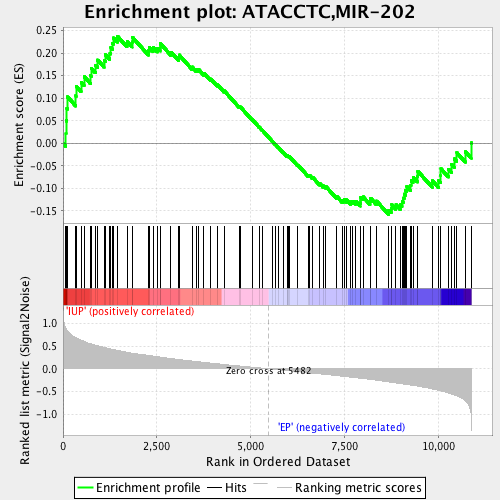 Enrichment plot: ATACCTC,MIR-202
Enrichment score (ES)
0.25
0.20
0.15
0.10
0.05
0.00
-0.05
-0.10
-0.15
'IUP' (positively correlated)
Ranked list metric (Signal2Noise)
1.0
0.5
0.0
-0.5
-1.0
Zero cross at 5482
'EP' (negatively correlated)
0
2,500
5,000
7,500
10,000
Rank in Ordered Dataset
Enrichment profile
Hits
Ranking metric scores